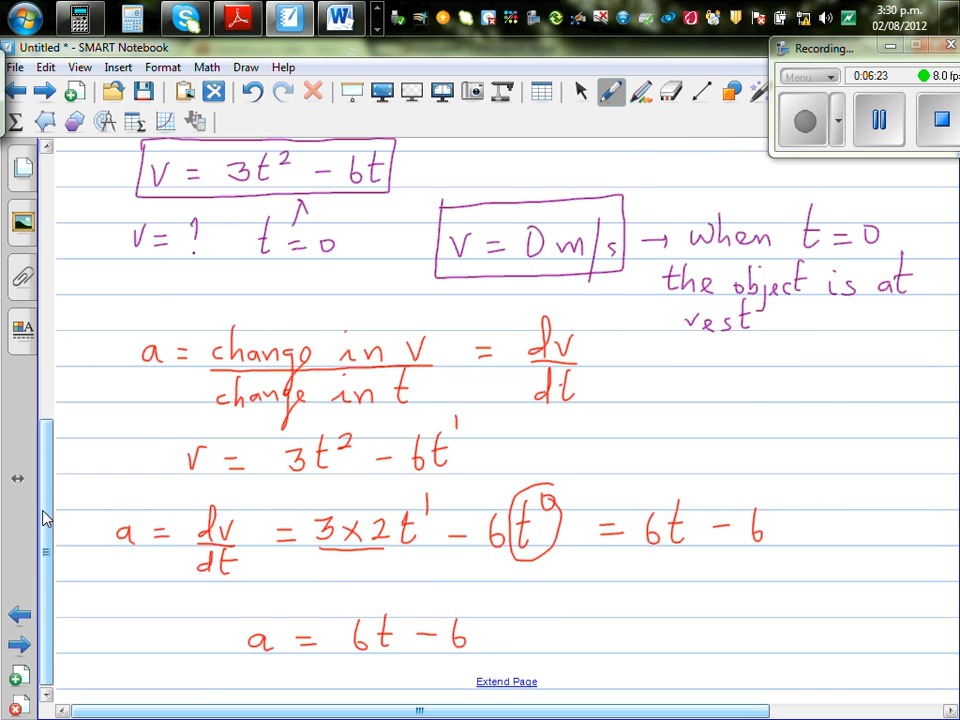 3:30 p.m.
02/08/2012
Untitled * - SMART Notebook
Recording...
File Edit View Insert Format Math Draw Help
Menu 0:06:23 8.0 fp
v = 3t² - 6t
v = ? t = 0
v = 0 m/s → when t = 0
the object is at
rest
a = change in v / change in t = dv/dt
v = 3t² - 6t¹
a = dv/dt = 3×2t¹ - 6t⁰ = 6t - 6
a = 6t - 6
Extend Page